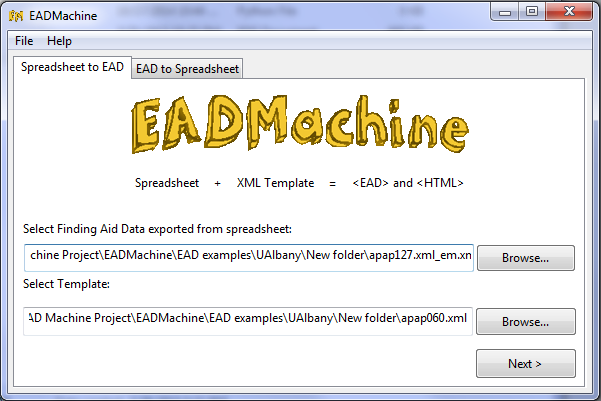 EADMachine
File Help
Spreadsheet to EAD EAD to Spreadsheet
EADMachine
Spreadsheet + XML Template = <EAD> and <HTML>
Select Finding Aid Data exported from spreadsheet:
chine Project\EADMachine\EAD examples\UAlbany\New folder\apap127.xml_em.xn
Browse...
Select Template:
AD Machine Project\EADMachine\EAD examples\UAlbany\New folder\apap060.xml
Browse...
Next >